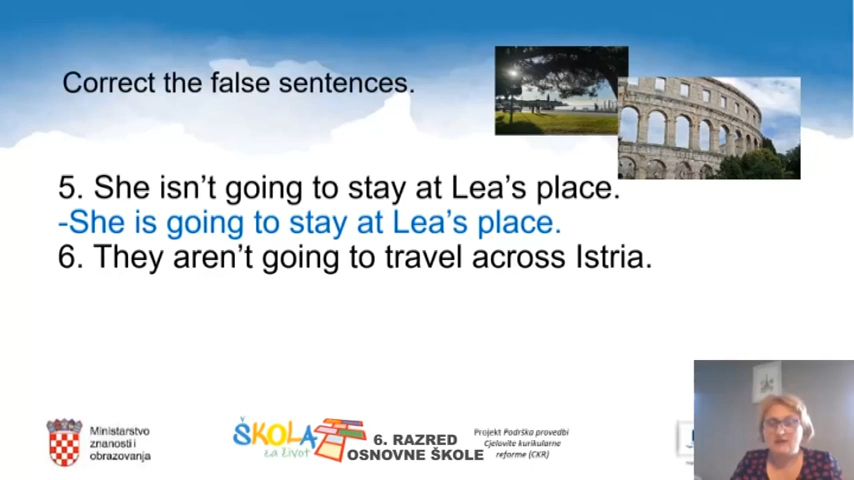 Correct the false sentences.
5. She isn't going to stay at Lea's place.
-She is going to stay at Lea's place.
6. They aren't going to travel across Istria.
Ministarstvo
znanosti i
obrazovanja
ŠKOLA
za život
6. RAZRED
OSNOVNE ŠKOLE
Projekt Podrška provedbi
Cjelovite kurikularne
reforme (CKR)